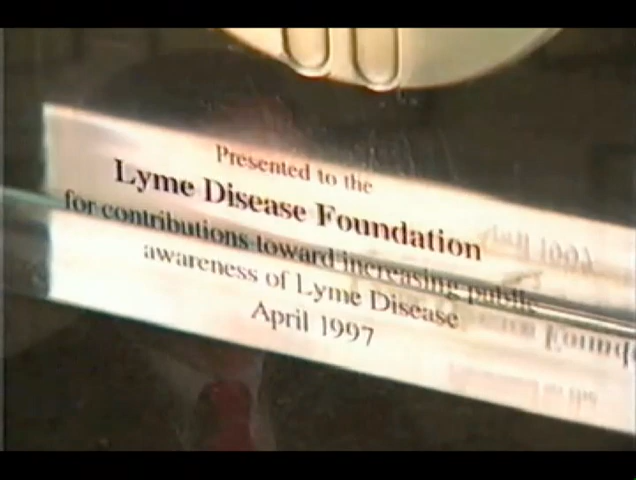 Presented to the
Lyme Disease Foundation
for contributions toward increasing public
awareness of Lyme Disease
April 1997